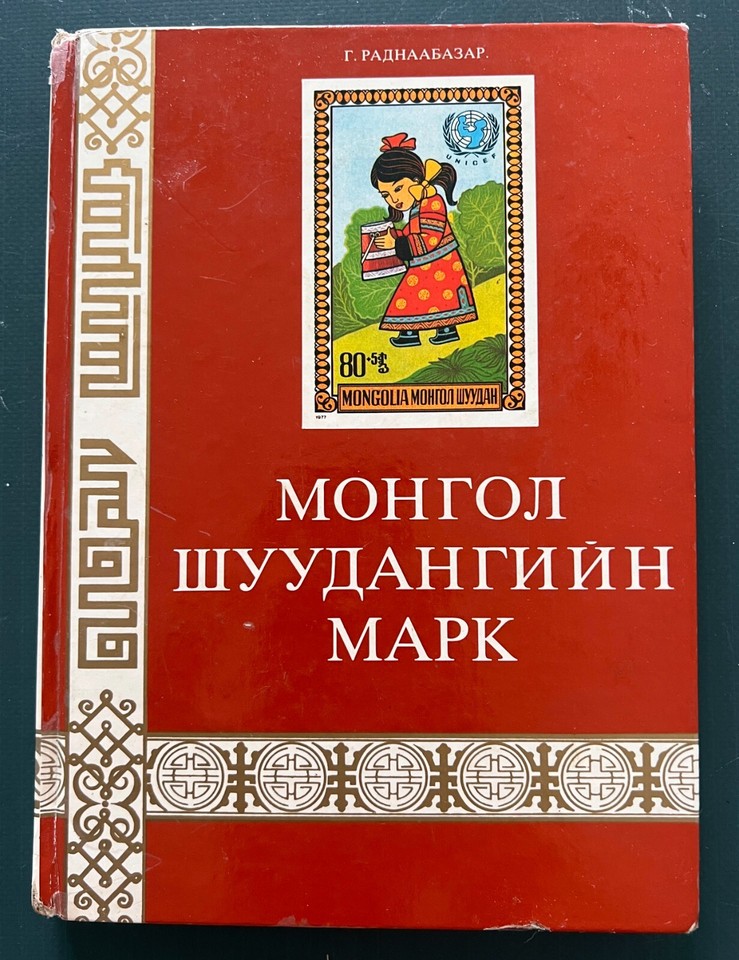 Г. РАДНААБАЗАР.
UNICEF
80+5
MONGOLIA МОНГОЛ ШУУДАН
1977
МОНГОЛ
ШУУДАНГИЙН
МАРК